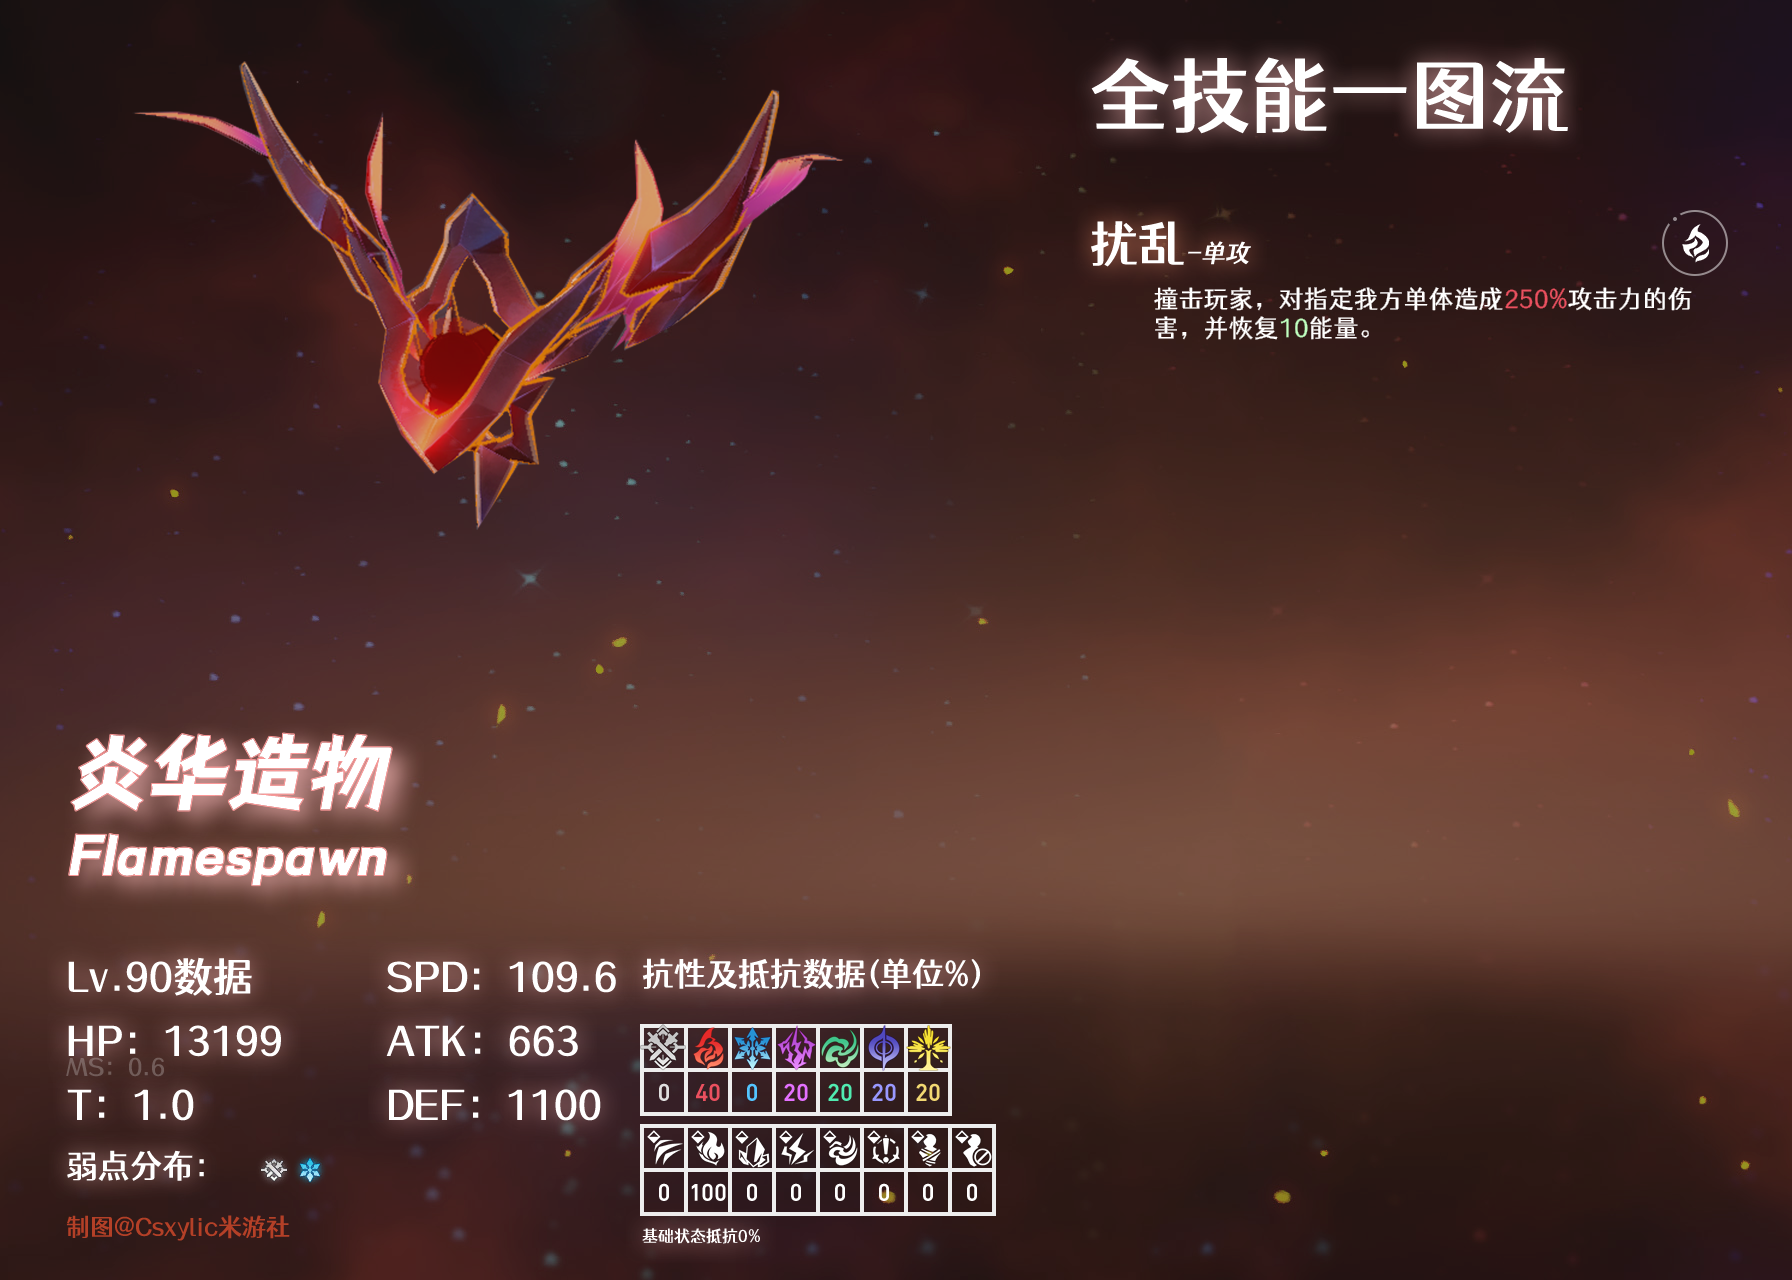 全技能一图流
扰乱-单攻
撞击玩家，对指定我方单体造成250%攻击力的伤
害，并恢复10能量。
炎华造物
Flamespawn
Lv.90数据
SPD：109.6
HP：13199
ATK：663
MS：0.6
T：1.0
DEF：1100
弱点分布：
制图@Csxylic米游社
抗性及抵抗数据(单位%)
0 40 0 20 20 20 20
0 100 0 0 0 0 0 0
基础状态抵抗0%